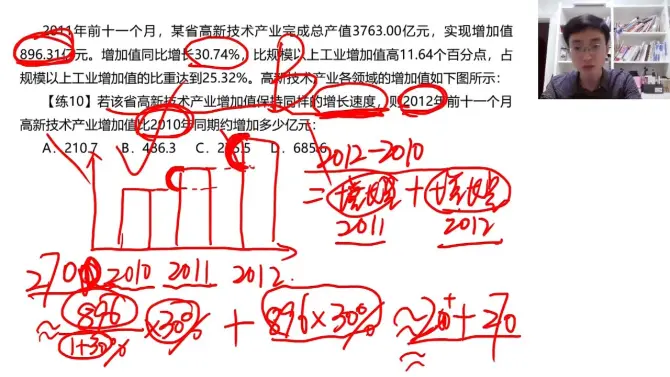 2011年前十一个月，某省高新技术产业完成总产值3763.00亿元，实现增加值
896.31亿元。增加值同比增长30.74%，比规模以上工业增加值高11.64个百分点，占
规模以上工业增加值的比重达到25.32%。高新技术产业各领域的增加值如下图所示：
【练10】若该省高新技术产业增加值保持同样的增长速度，则2012年前十一个月
高新技术产业增加值比2010年同期约增加多少亿元：
A．210.7 B．486.3 C． D．685.6
2012-2010
=增长量+增长量
2011 2012
2010 2011 2012
270
≈896/1+30%×30%+896×30%≈20⁺+270
≈